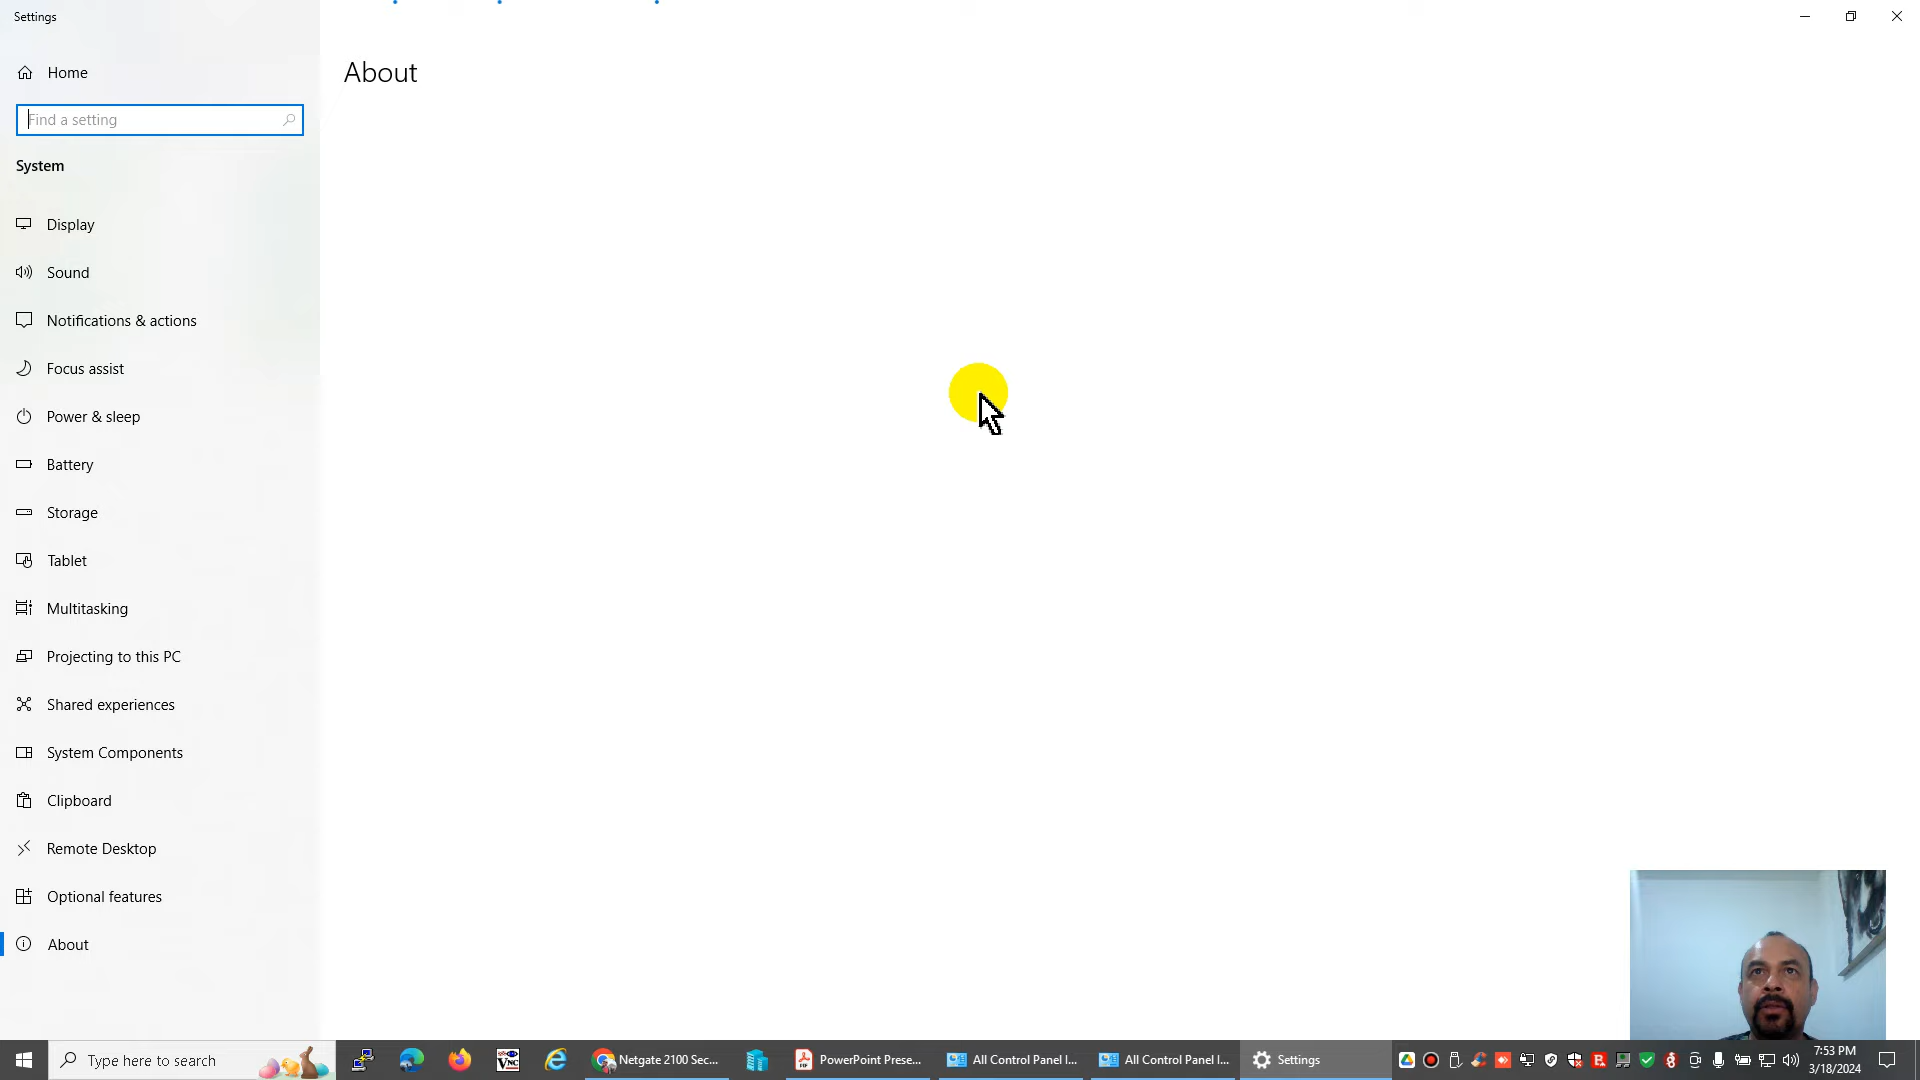 Settings
Home
Find a setting
System
Display
Sound
Notifications & actions
Focus assist
Power & sleep
Battery
Storage
Tablet
Multitasking
Projecting to this PC
Shared experiences
System Components
Clipboard
Remote Desktop
Optional features
About
About
Type here to search
VNC
Netgate 2100 Sec...
PowerPoint Prese...
All Control Panel I...
All Control Panel I...
Settings
7:53 PM
3/18/2024